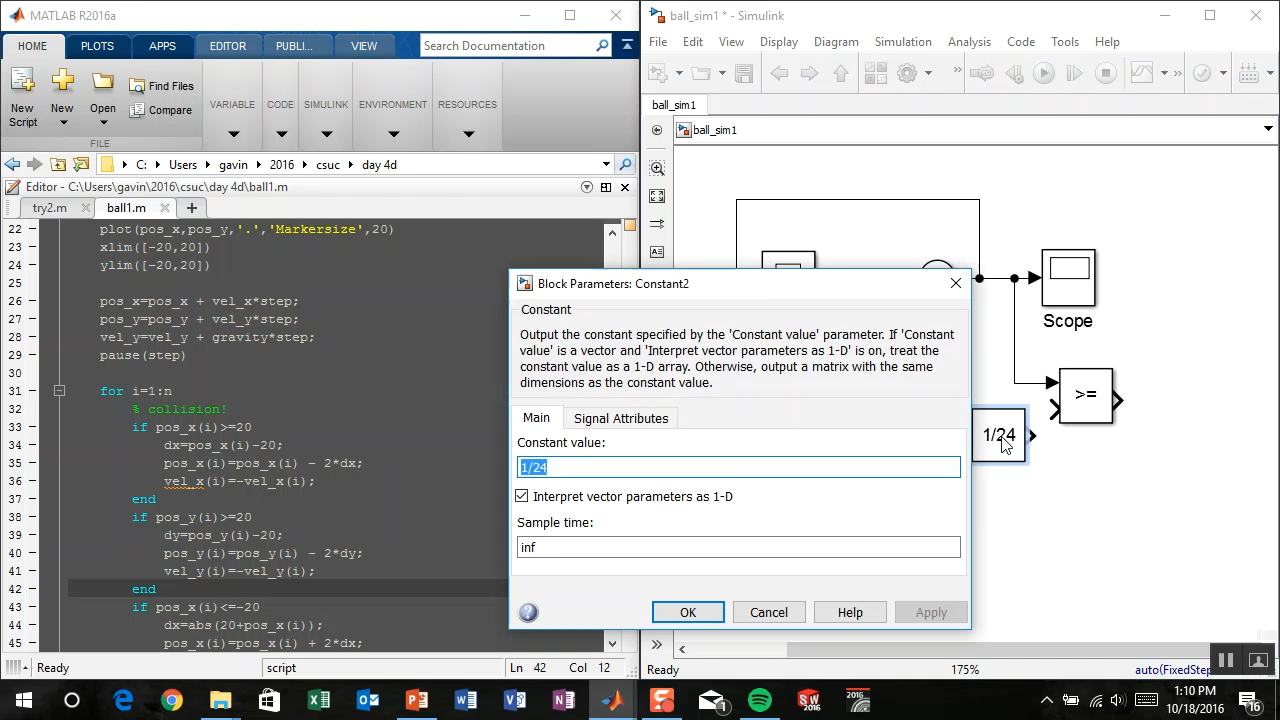 MATLAB R2016a
HOME PLOTS APPS EDITOR PUBLI... VIEW Search Documentation
New Script
New
Open
Find Files
Compare
FILE
VARIABLE
CODE
SIMULINK
ENVIRONMENT
RESOURCES
C: Users gavin 2016 csuc day 4d
Editor - C:\Users\gavin\2016\csuc\day 4d\ball1.m
try2.m ball1.m
22 plot(pos_x,pos_y,'.','Markersize',20)
23 xlim([-20,20])
24 ylim([-20,20])
25
26 pos_x=pos_x + vel_x*step;
27 pos_y=pos_y + vel_y*step;
28 vel_y=vel_y + gravity*step;
29 pause(step)
30
31 for i=1:n
32 % collision!
33 if pos_x(i)>=20
34 dx=pos_x(i)-20;
35 pos_x(i)=pos_x(i) - 2*dx;
36 vel_x(i)=-vel_x(i);
37 end
38 if pos_y(i)>=20
39 dy=pos_y(i)-20;
40 pos_y(i)=pos_y(i) - 2*dy;
41 vel_y(i)=-vel_y(i);
42 end
43 if pos_x(i)<=-20
44 dx=abs(20+pos_x(i));
45 pos_x(i)=pos_x(i) + 2*dx;
Ready script Ln 42 Col 12
ball_sim1 * - Simulink
File Edit View Display Diagram Simulation Analysis Code Tools Help
ball_sim1
ball_sim1
Scope
>=
1/24
Block Parameters: Constant2
Constant
Output the constant specified by the 'Constant value' parameter. If 'Constant
value' is a vector and 'Interpret vector parameters as 1-D' is on, treat the
constant value as a 1-D array. Otherwise, output a matrix with the same
dimensions as the constant value.
Main Signal Attributes
Constant value:
1/24
Interpret vector parameters as 1-D
Sample time:
inf
OK Cancel Help Apply
Ready 175% auto(FixedStep
1:10 PM
10/18/2016
16